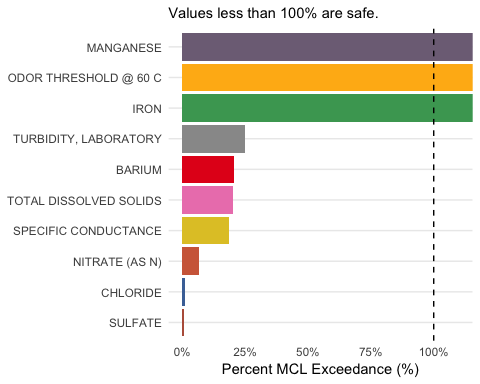 Values less than 100% are safe.
MANGANESE
ODOR THRESHOLD @ 60 C
IRON
TURBIDITY, LABORATORY
BARIUM
TOTAL DISSOLVED SOLIDS
SPECIFIC CONDUCTANCE
NITRATE (AS N)
CHLORIDE
SULFATE
0% 25% 50% 75% 100%
Percent MCL Exceedance (%)